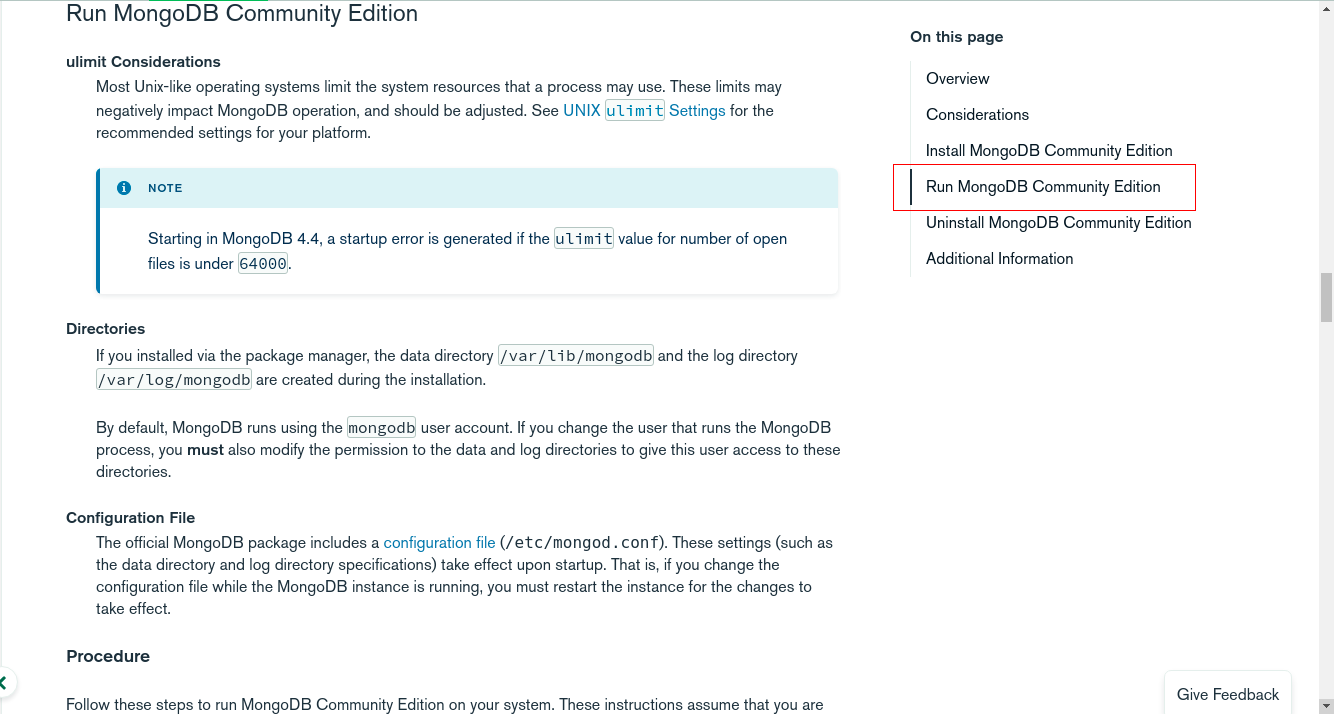 Run MongoDB Community Edition
ulimit Considerations
Most Unix-like operating systems limit the system resources that a process may use. These limits may
negatively impact MongoDB operation, and should be adjusted. See UNIX ulimit Settings for the
recommended settings for your platform.
NOTE
Starting in MongoDB 4.4, a startup error is generated if the ulimit value for number of open
files is under 64000.
Directories
If you installed via the package manager, the data directory /var/lib/mongodb and the log directory
/var/log/mongodb are created during the installation.
By default, MongoDB runs using the mongodb user account. If you change the user that runs the MongoDB
process, you must also modify the permission to the data and log directories to give this user access to these
directories.
Configuration File
The official MongoDB package includes a configuration file (/etc/mongod.conf). These settings (such as
the data directory and log directory specifications) take effect upon startup. That is, if you change the
configuration file while the MongoDB instance is running, you must restart the instance for the changes to
take effect.
Procedure
Follow these steps to run MongoDB Community Edition on your system. These instructions assume that you are
On this page
Overview
Considerations
Install MongoDB Community Edition
Run MongoDB Community Edition
Uninstall MongoDB Community Edition
Additional Information
Give Feedback